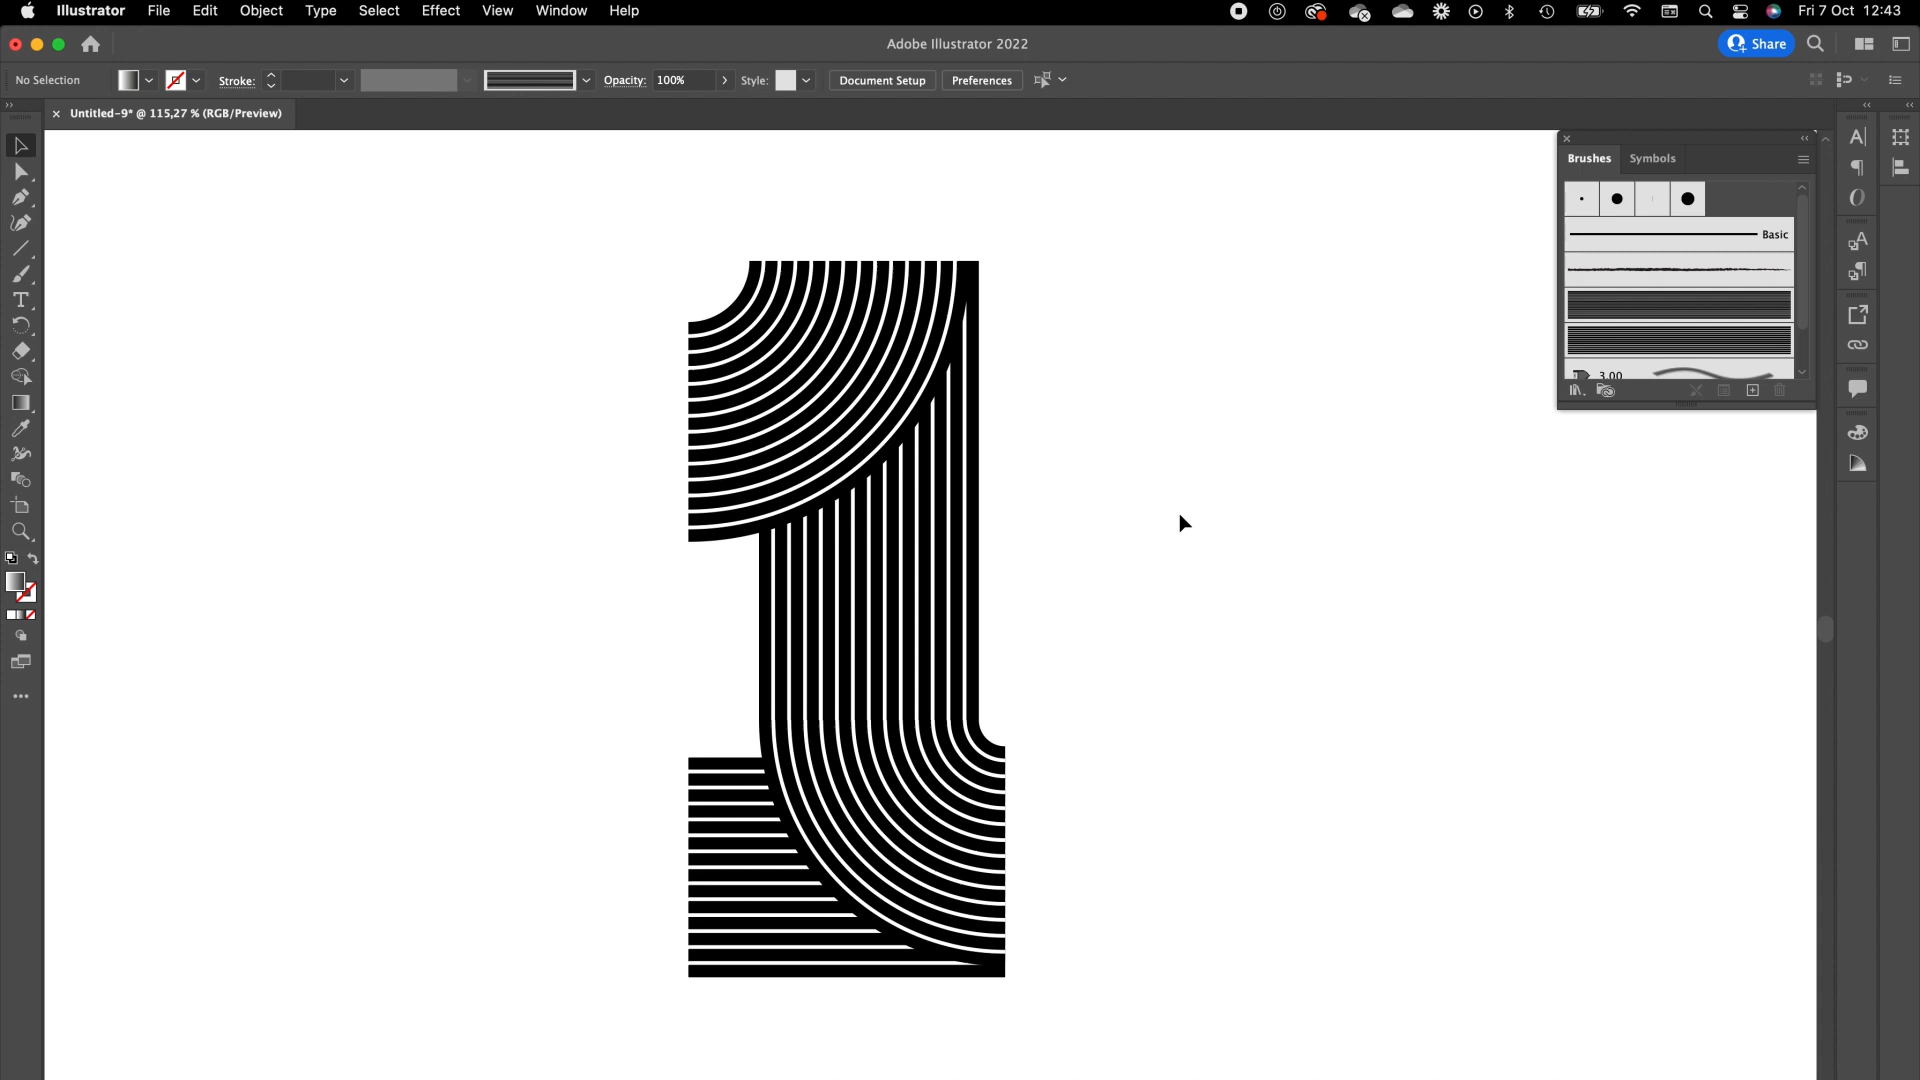 Illustrator File Edit Object Type Select Effect View Window Help Fri 7 Oct 12:43
Adobe Illustrator 2022 Share
No Selection Stroke: Opacity: 100% Style: Document Setup Preferences
Untitled-9* @ 115,27 % (RGB/Preview)
Brushes Symbols
Basic
3.00
1